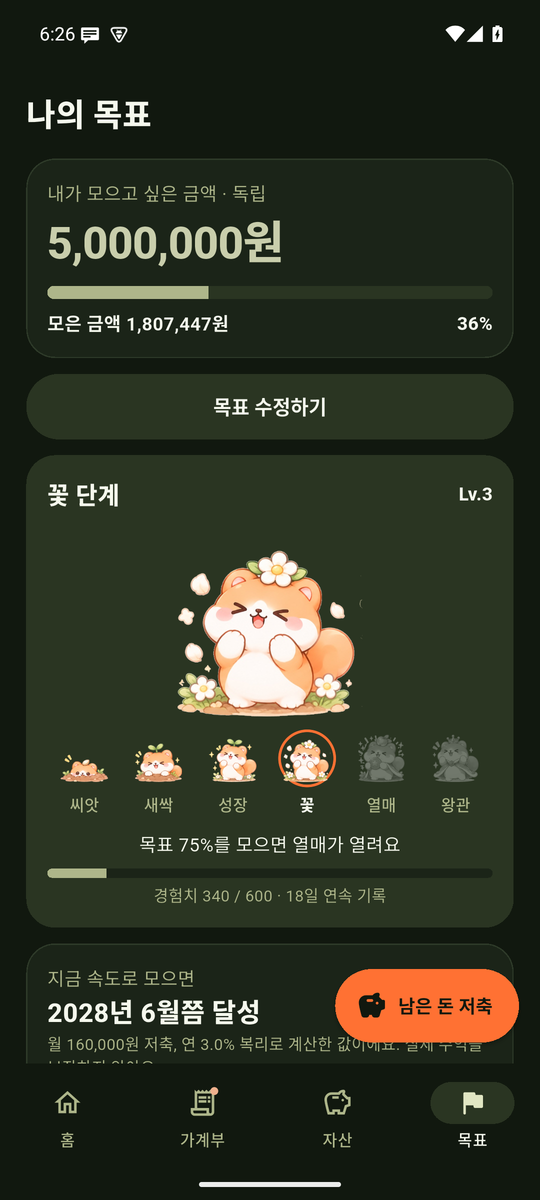 6:26
나의 목표
내가 모으고 싶은 금액 · 독립
5,000,000원
모은 금액 1,807,447원
36%
목표 수정하기
꽃 단계
Lv.3
씨앗
새싹
성장
꽃
열매
왕관
목표 75%를 모으면 열매가 열려요
경험치 340 / 600 · 18일 연속 기록
지금 속도로 모으면
2028년 6월쯤 달성
남은 돈 저축
월 160,000원 저축, 연 3.0% 복리로 계산한 값이에요.
홈
가계부
자산
목표